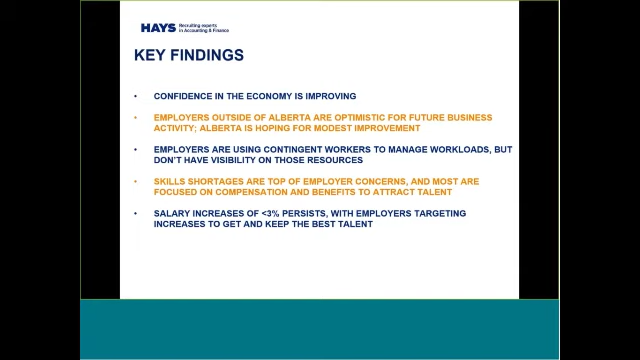 HAYS Recruiting experts
in Accounting & Finance
KEY FINDINGS
• CONFIDENCE IN THE ECONOMY IS IMPROVING
• EMPLOYERS OUTSIDE OF ALBERTA ARE OPTIMISTIC FOR FUTURE BUSINESS
ACTIVITY; ALBERTA IS HOPING FOR MODEST IMPROVEMENT
• EMPLOYERS ARE USING CONTINGENT WORKERS TO MANAGE WORKLOADS, BUT
DON'T HAVE VISIBILITY ON THOSE RESOURCES
• SKILLS SHORTAGES ARE TOP OF EMPLOYER CONCERNS, AND MOST ARE
FOCUSED ON COMPENSATION AND BENEFITS TO ATTRACT TALENT
• SALARY INCREASES OF <3% PERSISTS, WITH EMPLOYERS TARGETING
INCREASES TO GET AND KEEP THE BEST TALENT